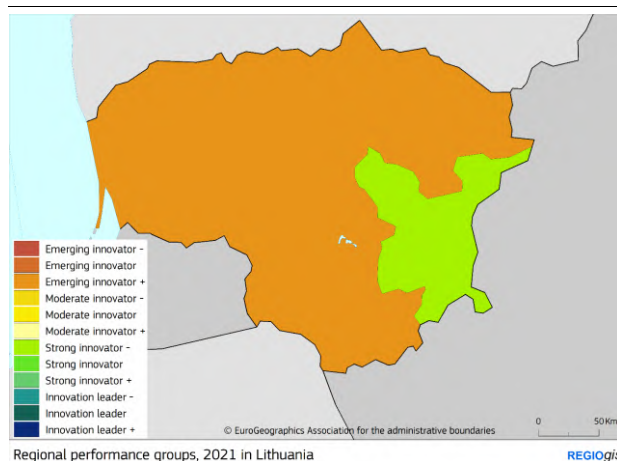 Emerging innovator -
Emerging innovator
Emerging innovator +
Moderate innovator -
Moderate innovator
Moderate innovator +
Strong innovator -
Strong innovator
Strong innovator +
Innovation leader -
Innovation leader
Innovation leader +
© EuroGeographics Association for the administrative boundaries
0 50 Km
Regional performance groups, 2021 in Lithuania
REGIOgis